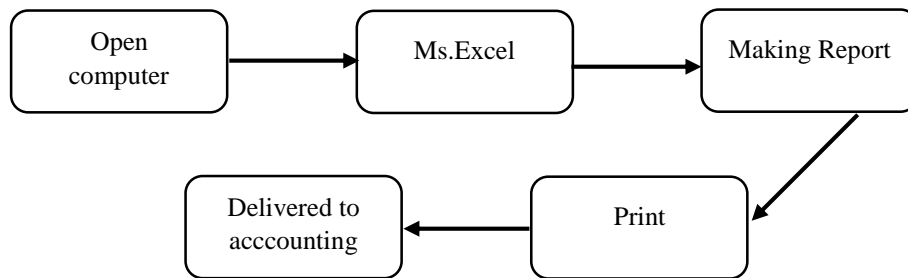 Open
computer
Ms.Excel
Making Report
Print
Delivered to
acccounting